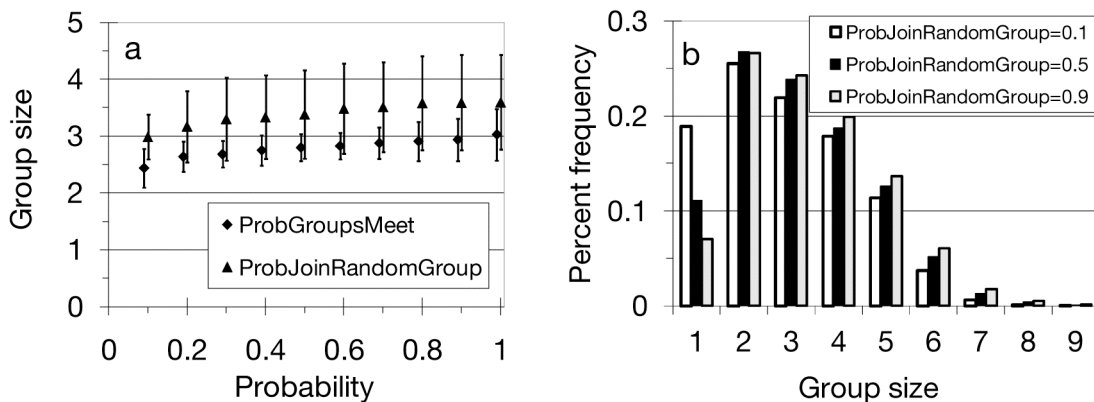 a
Group size
5
4
3
2
1
0
ProbGroupsMeet
ProbJoinRandomGroup
0 0.2 0.4 0.6 0.8 1
Probability
b
Percent frequency
0.3
0.2
0.1
0
ProbJoinRandomGroup=0.1
ProbJoinRandomGroup=0.5
ProbJoinRandomGroup=0.9
1 2 3 4 5 6 7 8 9
Group size